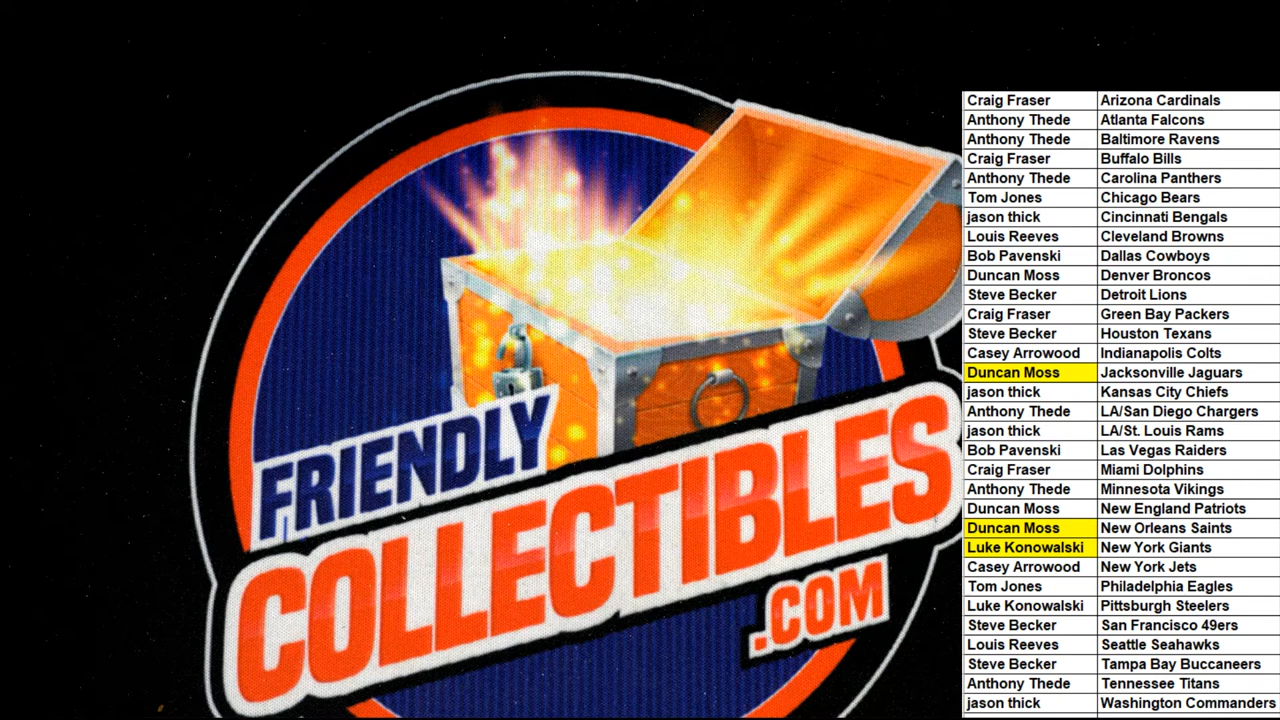 FRIENDLY
COLLECTIBLES
.COM
Craig Fraser Arizona Cardinals
Anthony Thede Atlanta Falcons
Anthony Thede Baltimore Ravens
Craig Fraser Buffalo Bills
Anthony Thede Carolina Panthers
Tom Jones Chicago Bears
jason thick Cincinnati Bengals
Louis Reeves Cleveland Browns
Bob Pavenski Dallas Cowboys
Duncan Moss Denver Broncos
Steve Becker Detroit Lions
Craig Fraser Green Bay Packers
Steve Becker Houston Texans
Casey Arrowood Indianapolis Colts
Duncan Moss Jacksonville Jaguars
jason thick Kansas City Chiefs
Anthony Thede LA/San Diego Chargers
jason thick LA/St. Louis Rams
Bob Pavenski Las Vegas Raiders
Craig Fraser Miami Dolphins
Anthony Thede Minnesota Vikings
Duncan Moss New England Patriots
Duncan Moss New Orleans Saints
Luke Konowalski New York Giants
Casey Arrowood New York Jets
Tom Jones Philadelphia Eagles
Luke Konowalski Pittsburgh Steelers
Steve Becker San Francisco 49ers
Louis Reeves Seattle Seahawks
Steve Becker Tampa Bay Buccaneers
Anthony Thede Tennessee Titans
jason thick Washington Commanders